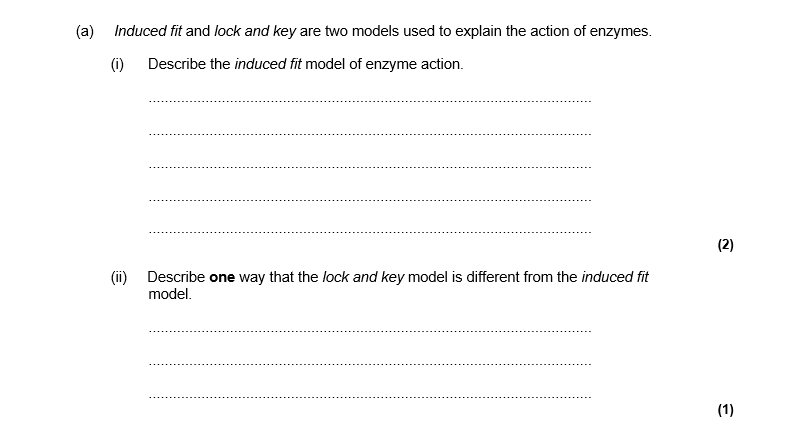 (a) Induced fit and lock and key are two models used to explain the action of enzymes.
(i) Describe the induced fit model of enzyme action.
(2)
(ii) Describe one way that the lock and key model is different from the induced fit
model.
(1)